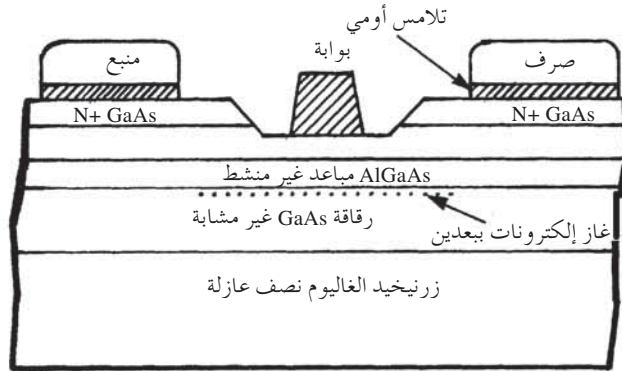 تلامس أومي
منبع
بوابة
صرف
N+ GaAs
N+ GaAs
AlGaAs مباعد غير منشط
رقاقة GaAs غير مشابة
غاز إلكترونات ببعدين
زرنيخيد الغاليوم نصف عازلة